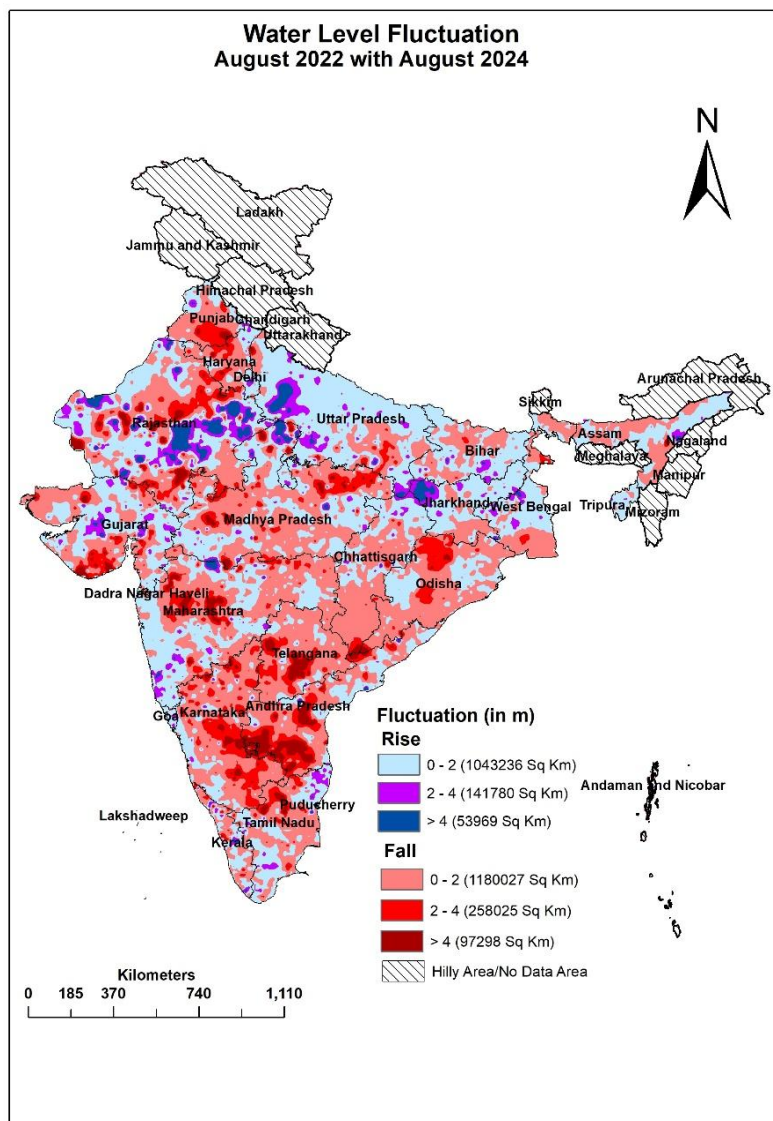 Water Level Fluctuation
August 2022 with August 2024
N
Ladakh
Jammu and Kashmir
Himachal Pradesh
Punjab
Chandigarh
Uttarakhand
Haryana
Delhi
Arunachal Pradesh
Sikkim
Rajasthan
Uttar Pradesh
Assam
Nagaland
Bihar
Meghalaya
Manipur
Jharkhand
West Bengal
Tripura
Mizoram
Gujarat
Madhya Pradesh
Chhattisgarh
Odisha
Dadra Nagar Haveli
Maharashtra
Telangana
Goa
Karnataka
Andhra Pradesh
Fluctuation (in m)
Rise
0 - 2 (1043236 Sq Km)
2 - 4 (141780 Sq Km)
> 4 (53969 Sq Km)
Fall
0 - 2 (1180027 Sq Km)
2 - 4 (258025 Sq Km)
> 4 (97298 Sq Km)
Hilly Area/No Data Area
Andaman and Nicobar
Puducherry
Lakshadweep
Tamil Nadu
Kerala
Kilometers
0 185 370 740 1,110